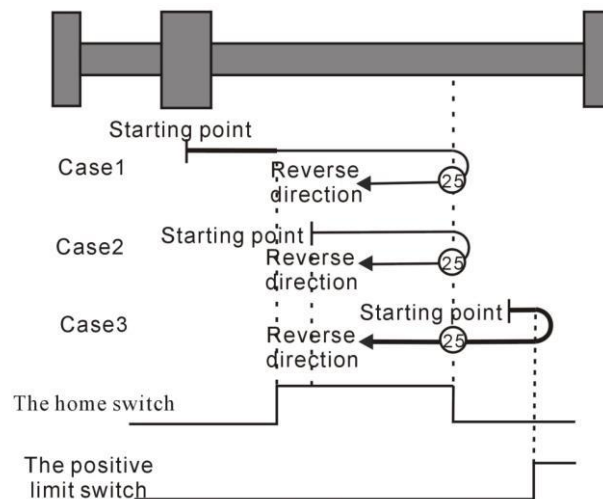 Starting point
Case1
Reverse
direction
25
Starting point
Case2
Reverse
direction
25
Starting point
Case3
Reverse
direction
25
The home switch
The positive
limit switch